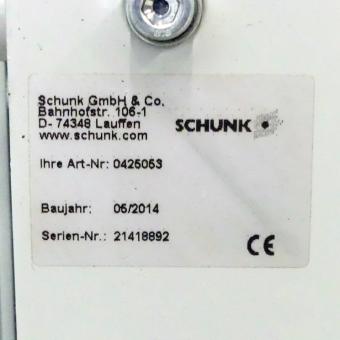 Schunk GmbH & Co.
Bahnhofstr. 106-1
D- 74348 Lauffen
www.schunk.com
SCHUNK
Ihre Art-Nr: 0425053
Baujahr: 05/2014
Serien-Nr.: 21418892
CE